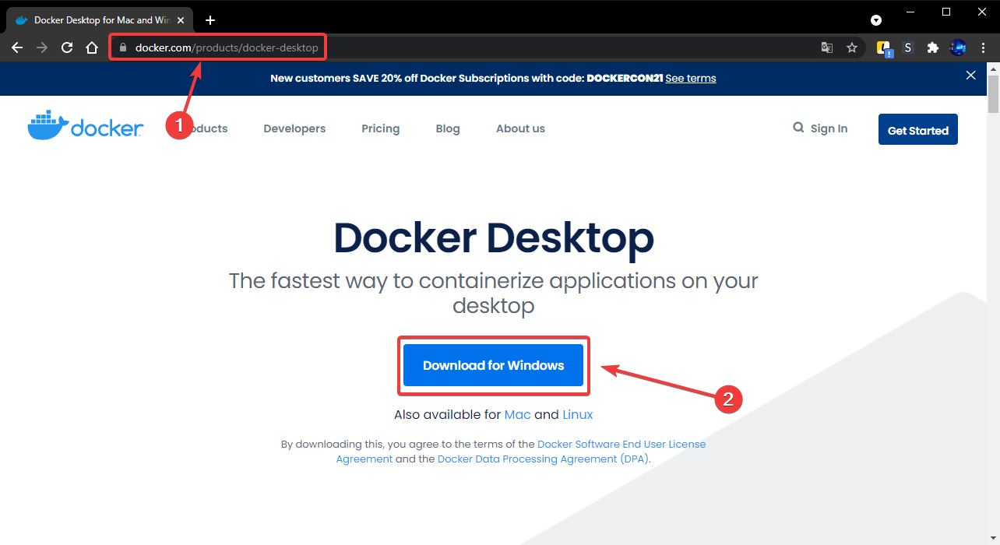 Docker Desktop for Mac and Win
docker.com/products/docker-desktop
S
New customers SAVE 20% off Docker Subscriptions with code: DOCKERCON21 See terms
1
docker
oducts
Developers
Pricing
Blog
About us
Sign In
Get Started
Docker Desktop
The fastest way to containerize applications on your
desktop
Download for Windows
2
Also available for Mac and Linux
By downloading this, you agree to the terms of the Docker Software End User License
Agreement and the Docker Data Processing Agreement (DPA).